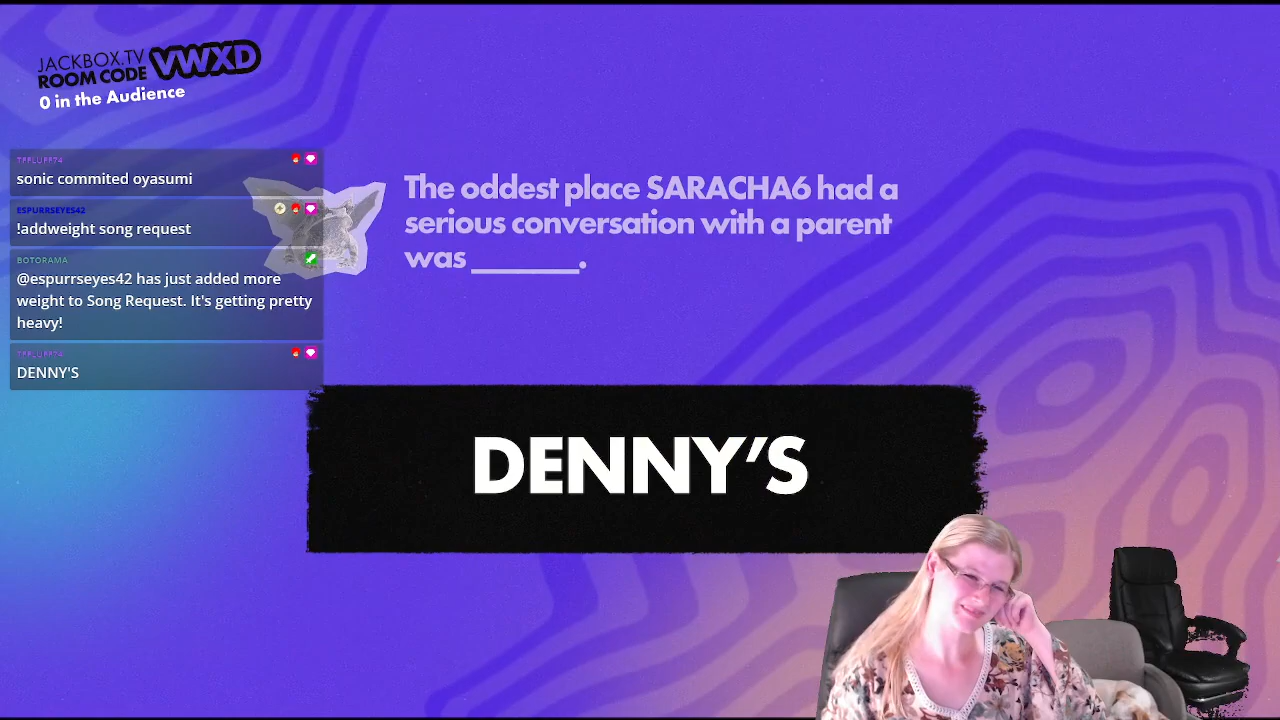 JACKBOX.TV
ROOM CODE VWXD
0 in the Audience
TFFLUFF74
sonic commited oyasumi
ESPURRSEYES42
!addweight song request
BOTORAMA
@espurrseyes42 has just added more
weight to Song Request. It's getting pretty
heavy!
TFFLUFF74
DENNY'S
The oddest place SARACHA6 had a
serious conversation with a parent
was ________.
DENNY'S